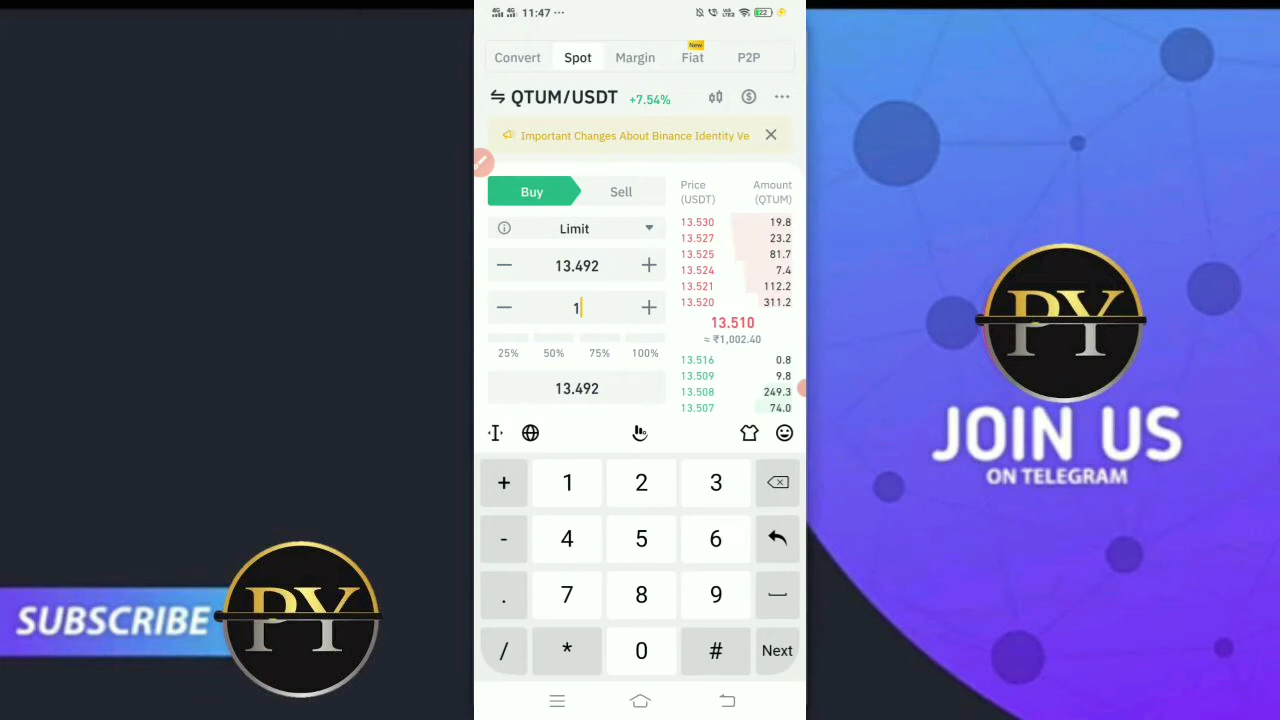 11:47 ...
22
Convert Spot Margin New Fiat P2P
QTUM/USDT +7.54%
Important Changes About Binance Identity Ve
Buy Sell
Limit
13.492
1
25% 50% 75% 100%
13.492
Price (USDT) Amount (QTUM)
13.530 19.8
13.527 23.2
13.525 81.7
13.524 7.4
13.521 112.2
13.520 311.2
13.510
≈ ₹1,002.40
13.516 0.8
13.509 9.8
13.508 249.3
13.507 74.0
+ 1 2 3
- 4 5 6
. 7 8 9
/ * 0 # Next
SUBSCRIBE
PY
PY
JOIN US
ON TELEGRAM